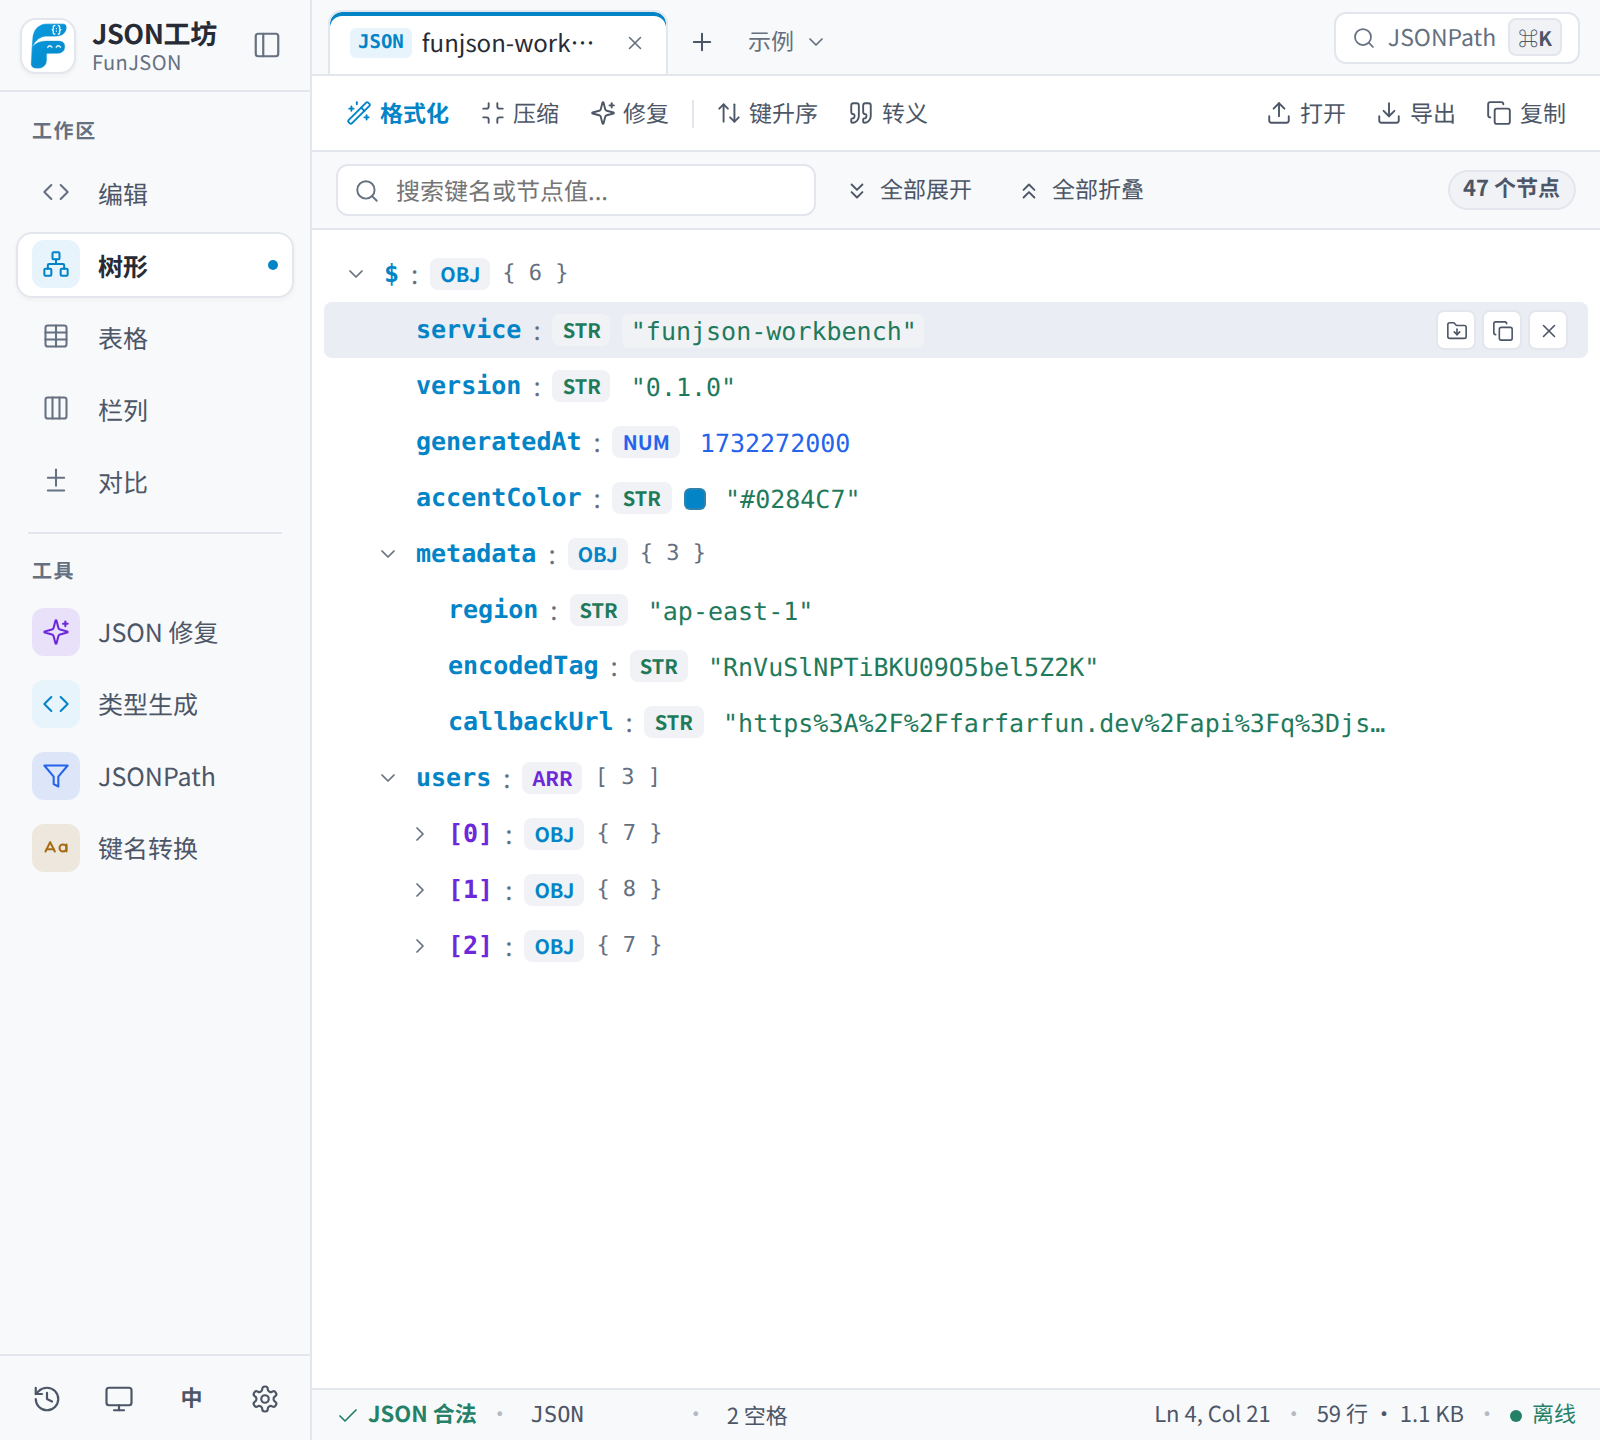 JSON工坊
FunJSON
工作区
编辑
树形
表格
栏列
对比
工具
JSON 修复
类型生成
JSONPath
Aa 键名转换
中
JSON funjson-work⋯ 示例 JSONPath ⌘K
格式化 压缩 修复 键升序 转义 打开 导出 复制
搜索键名或节点值... 全部展开 全部折叠 47 个节点
$ : OBJ { 6 }
service : STR "funjson-workbench"
version : STR "0.1.0"
generatedAt : NUM 1732272000
accentColor : STR "#0284C7"
metadata : OBJ { 3 }
region : STR "ap-east-1"
encodedTag : STR "RnVuSlNPTiBKU09O5bel5Z2K"
callbackUrl : STR "https%3A%2F%2Ffarfarfun.dev%2Fapi%3Fq%3Djs…
users : ARR [ 3 ]
[0] : OBJ { 7 }
[1] : OBJ { 8 }
[2] : OBJ { 7 }
JSON 合法 • JSON • 2 空格 Ln 4, Col 21 • 59 行 • 1.1 KB • 离线